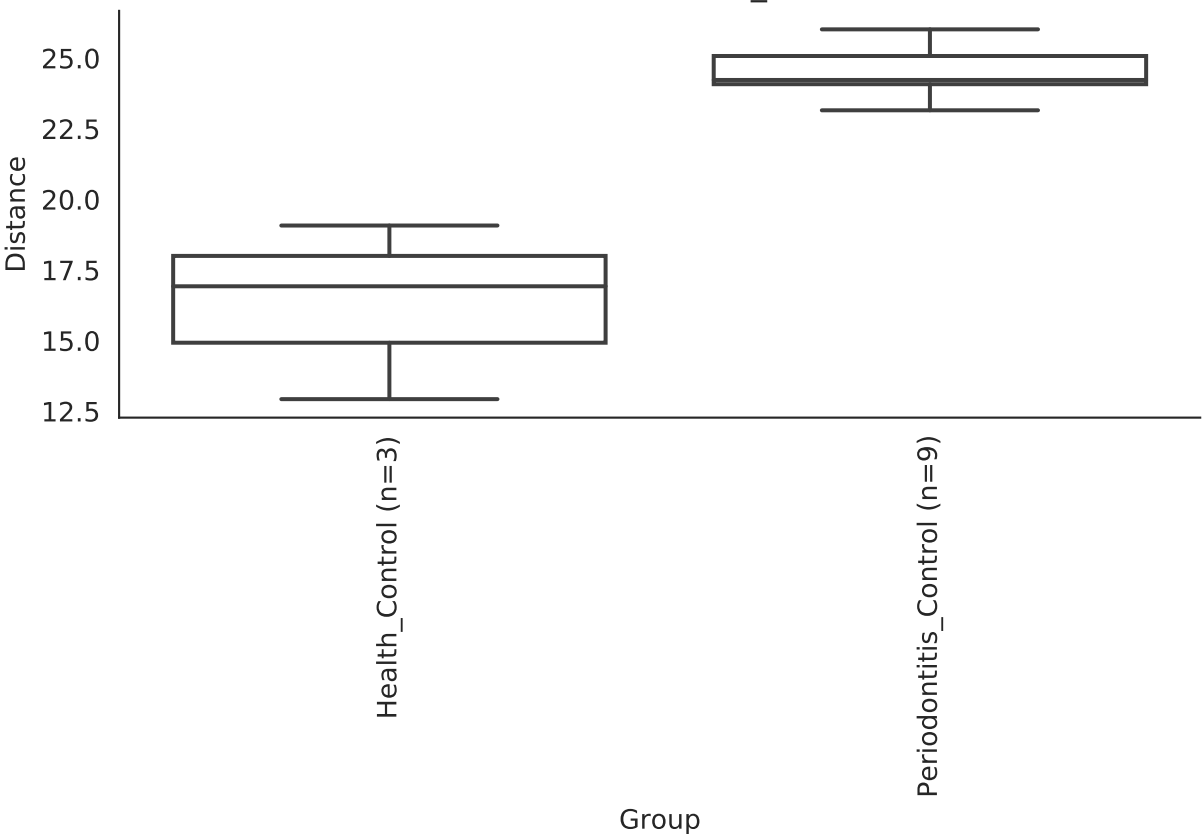 25.0
22.5
20.0
17.5
15.0
12.5
Distance
Health_Control (n=3)
Periodontitis_Control (n=9)
Group